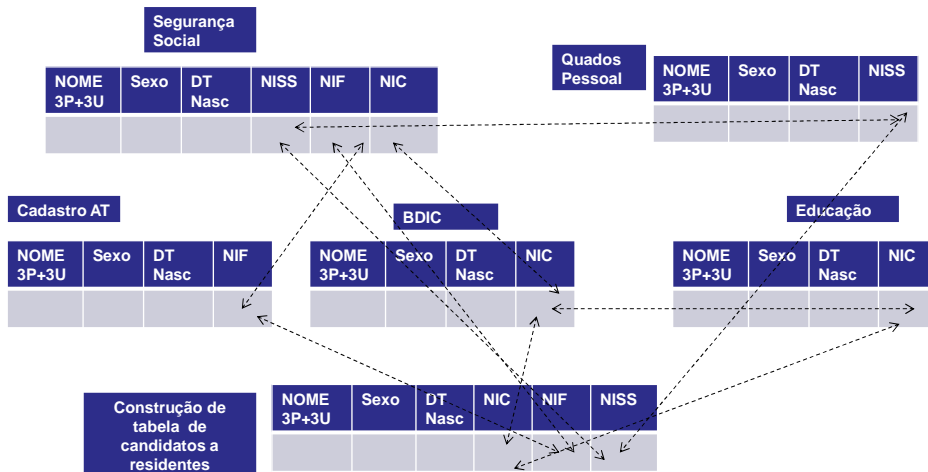 Segurança
Social
NOME
3P+3U
Sexo
DT
Nasc
NISS
NIF
NIC
Quados
Pessoal
NOME
3P+3U
Sexo
DT
Nasc
NISS
Cadastro AT
NOME
3P+3U
Sexo
DT
Nasc
NIF
BDIC
NOME
3P+3U
Sexo
DT
Nasc
NIC
Educação
NOME
3P+3U
Sexo
DT
Nasc
NIC
Construção de
tabela de
candidatos a
residentes
NOME
3P+3U
Sexo
DT
Nasc
NIC
NIF
NISS